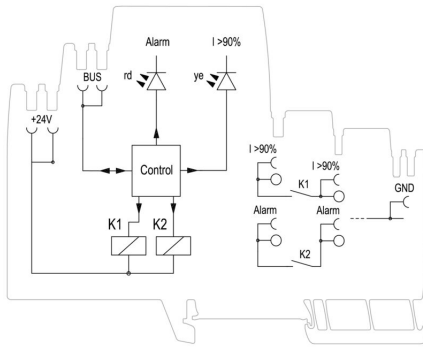 Alarm
I >90%
BUS
rd
ye
+24V
I >90%
Control
I >90%
K1
GND
Alarm
Alarm
K1
K2
K2